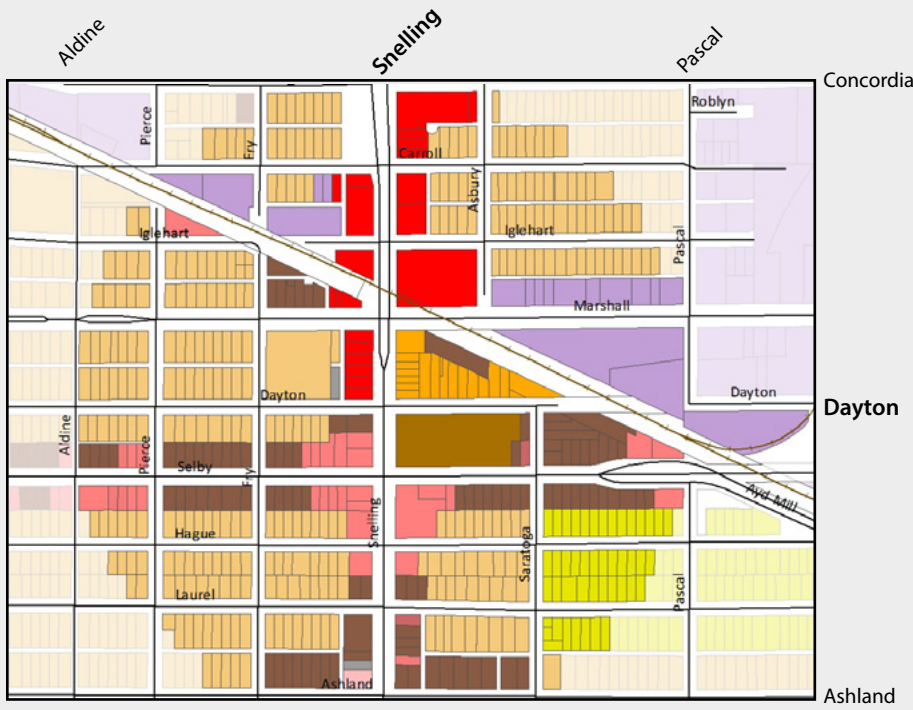 Aldine
Snelling
Pascal
Concordia
Roblyn
Pierce
Fry
Carroll
Asbury
Iglehart
Iglehart
Pascal
Marshall
Dayton
Dayton
Dayton
Aldine
Pierce
Selby
Fry
Ayd Mill
Snelling
Hague
Saratoga
Laurel
Pascal
Ashland
Ashland